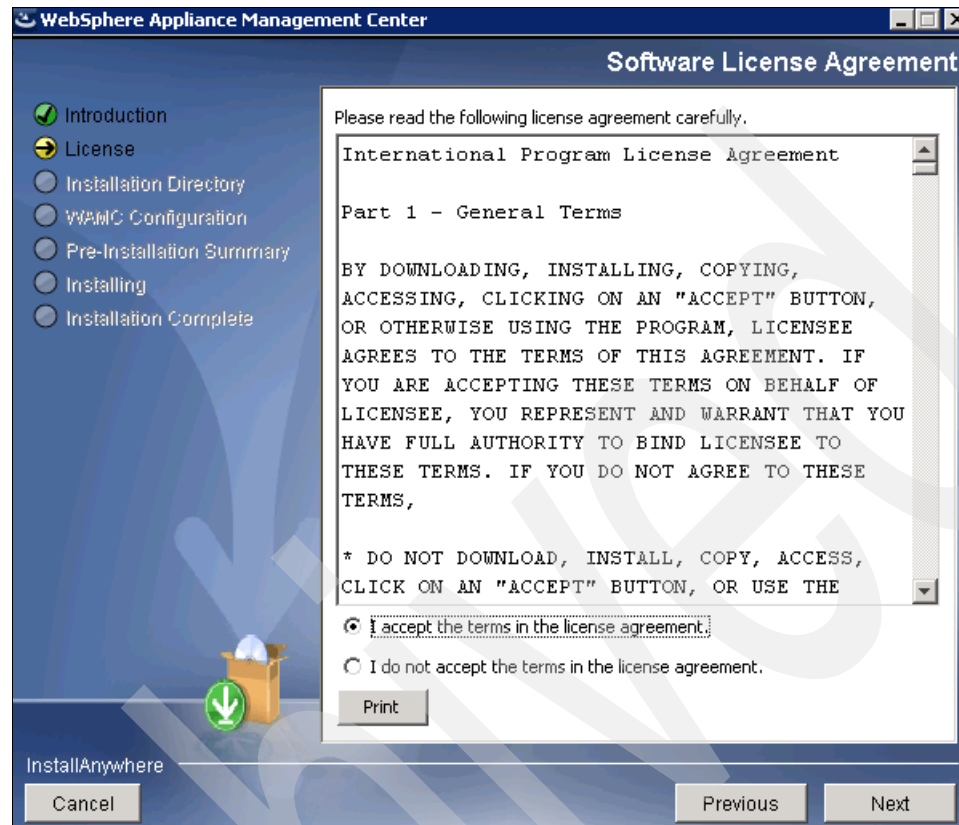 WebSphere Appliance Management Center
Software License Agreement
Introduction
License
Installation Directory
WAMC Configuration
Pre-Installation Summary
Installing
Installation Complete
Please read the following license agreement carefully.
International Program License Agreement
Part 1 - General Terms
BY DOWNLOADING, INSTALLING, COPYING,
ACCESSING, CLICKING ON AN "ACCEPT" BUTTON,
OR OTHERWISE USING THE PROGRAM, LICENSEE
AGREES TO THE TERMS OF THIS AGREEMENT. IF
YOU ARE ACCEPTING THESE TERMS ON BEHALF OF
LICENSEE, YOU REPRESENT AND WARRANT THAT YOU
HAVE FULL AUTHORITY TO BIND LICENSEE TO
THESE TERMS. IF YOU DO NOT AGREE TO THESE
TERMS,
* DO NOT DOWNLOAD, INSTALL, COPY, ACCESS,
CLICK ON AN "ACCEPT" BUTTON, OR USE THE
I accept the terms in the license agreement.
I do not accept the terms in the license agreement.
Print
InstallAnywhere
Cancel
Previous
Next